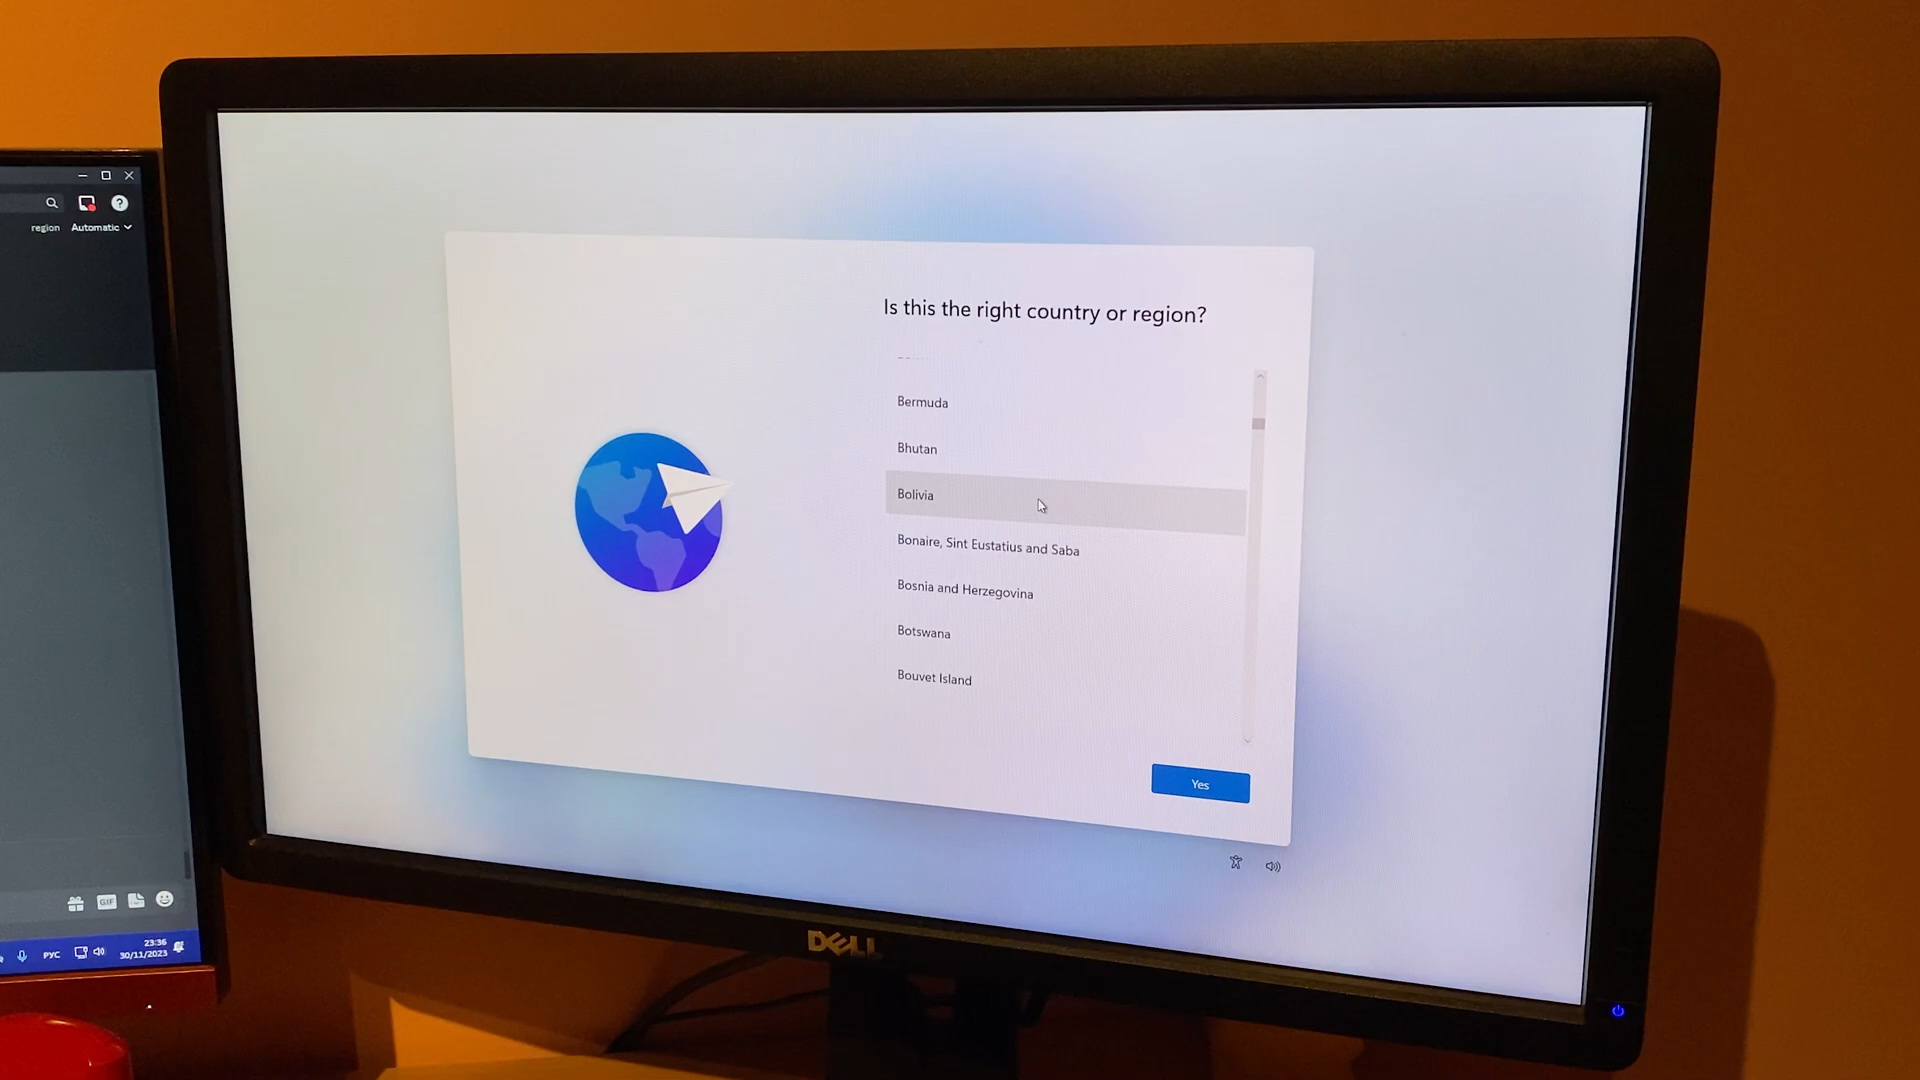 region Automatic
Is this the right country or region?
Bermuda
Bhutan
Bolivia
Bonaire, Sint Eustatius and Saba
Bosnia and Herzegovina
Botswana
Bouvet Island
Yes
GIF
РУС
23:36
30/11/2023
DELL